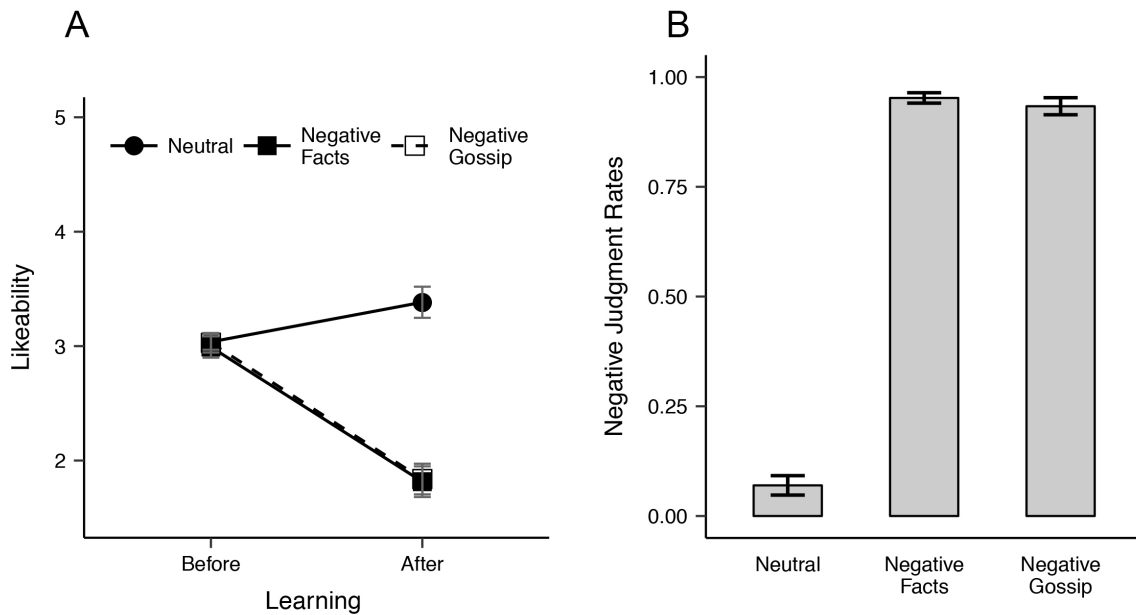 A
5
4
3
2
Likeability
Neutral
Negative
Facts
Negative
Gossip
Before
After
Learning
B
1.00
0.75
0.50
0.25
0.00
Negative Judgment Rates
Neutral
Negative
Facts
Negative
Gossip